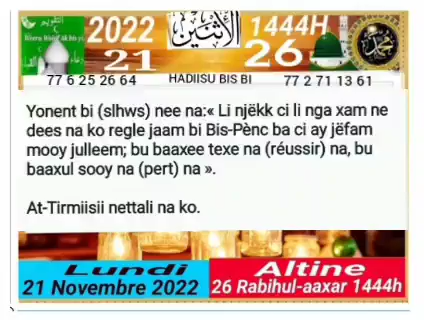 2022 الأثنين 1444H
21 26
77 6 25 26 64 HADIISU BIS BI 77 2 71 13 61
Yonent bi (slhws) nee na:« Li njëkk ci li nga xam ne
dees na ko regle jaam bi Bis-Pènc ba ci ay jëfam
mooy julleem; bu baaxee texe na (réussir) na, bu
baaxul sooy na (pert) na ».
At-Tirmiisii nettali na ko.
Lundi Altine
21 Novembre 2022 26 Rabihul-aaxar 1444h